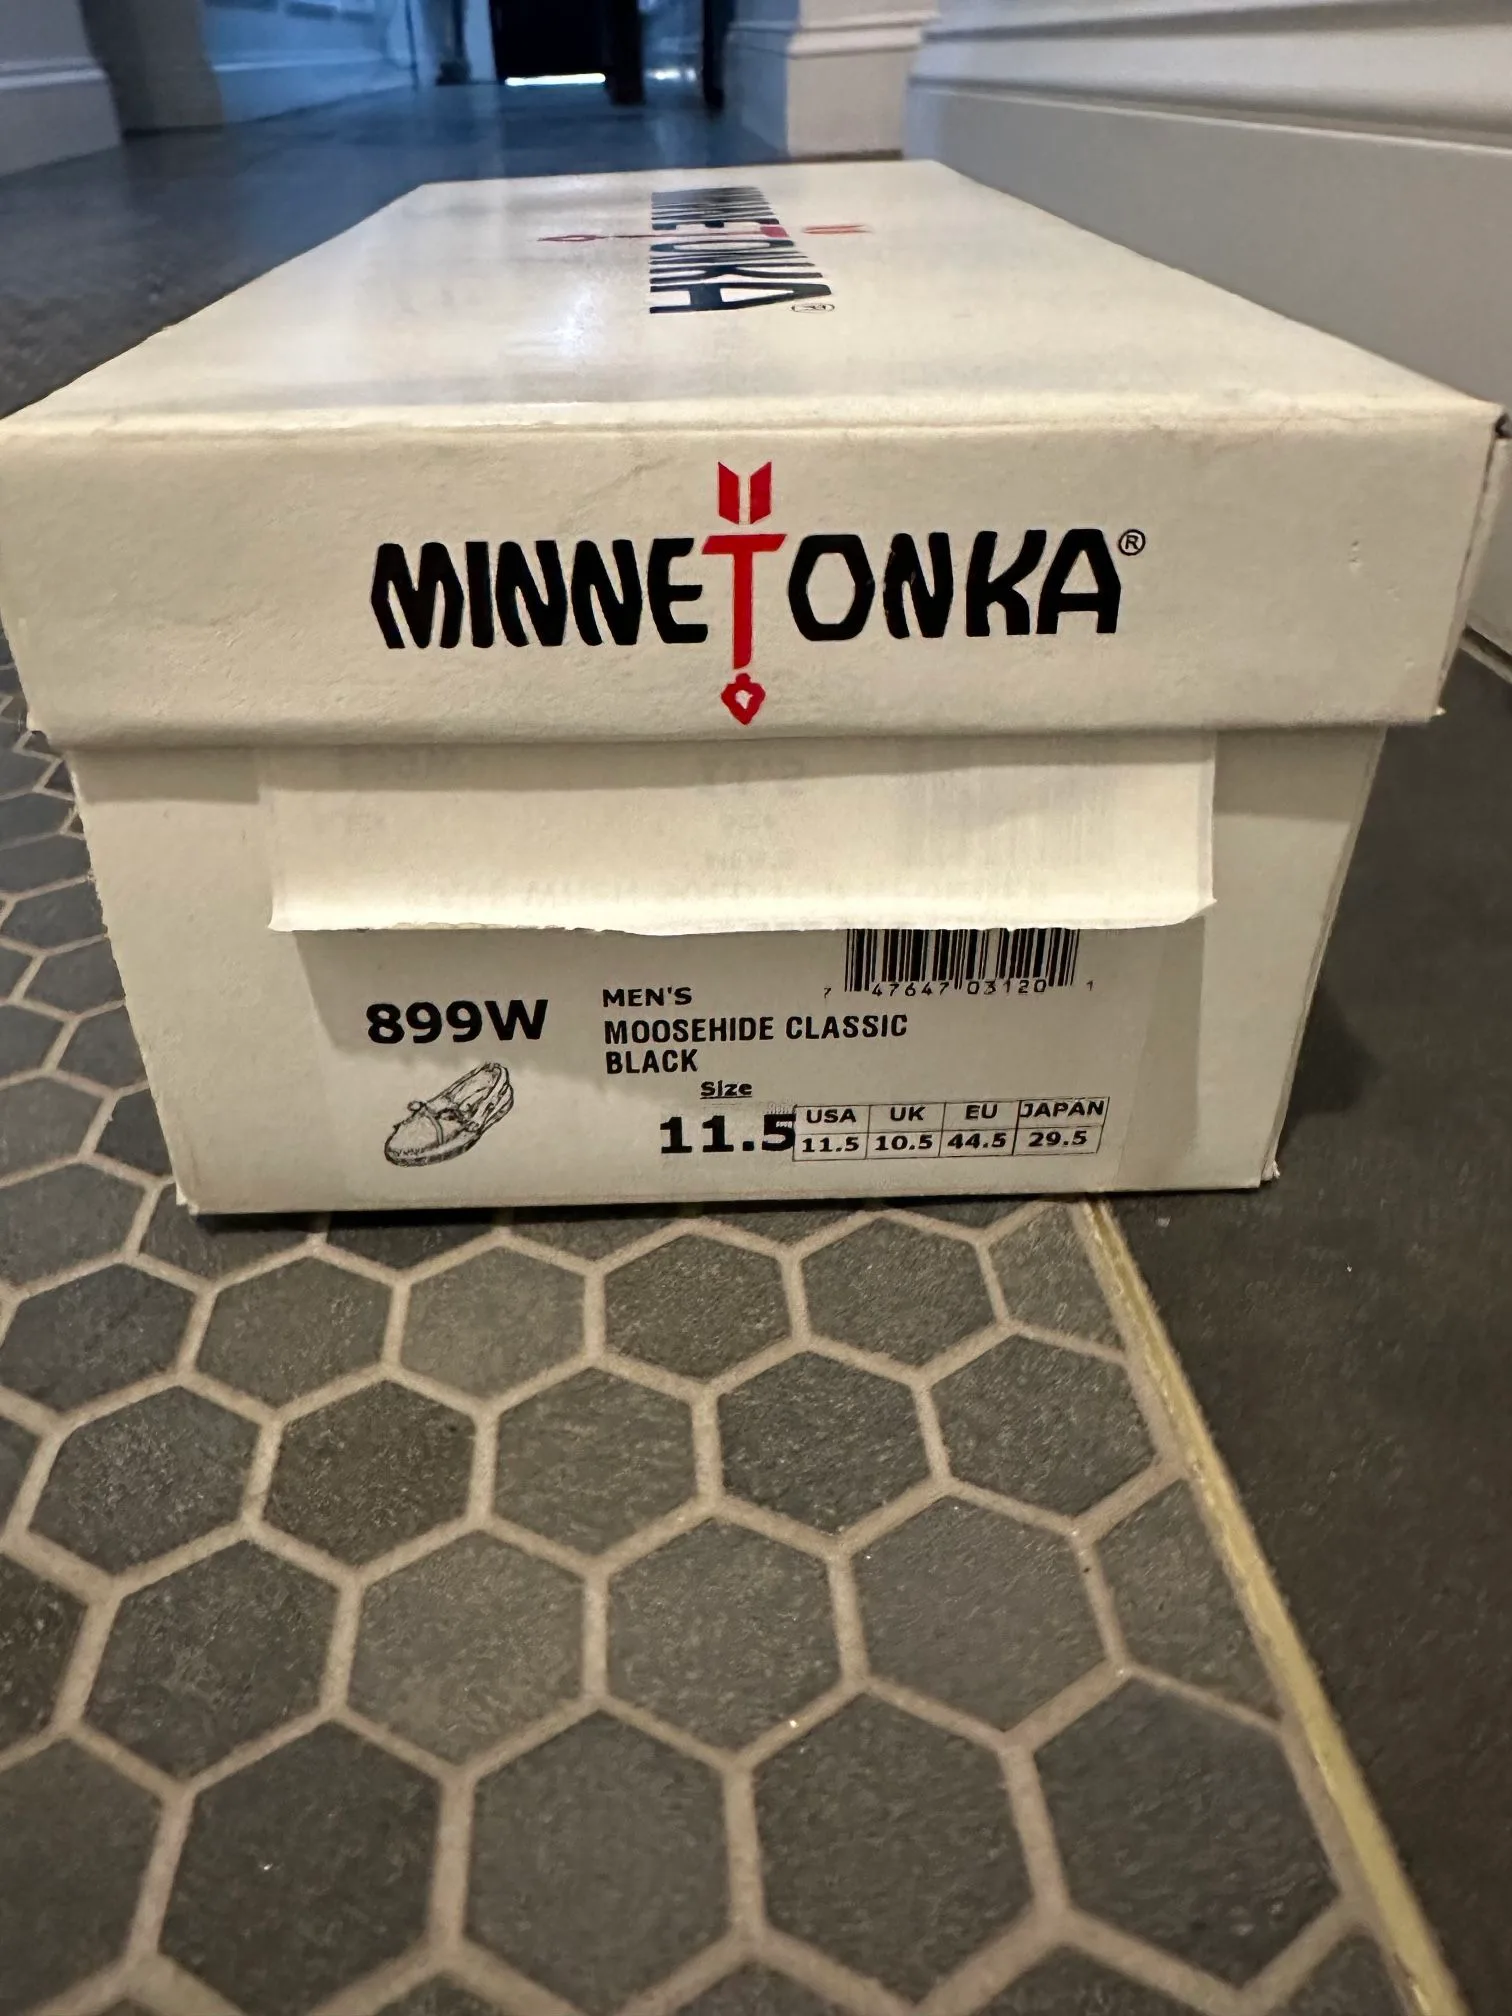 MINNETONKA®
MINNETONKA®
7 47647 03120 1
899W
MEN'S
MOOSEHIDE CLASSIC
BLACK
Size
11.5
USA UK EU JAPAN
11.5 10.5 44.5 29.5